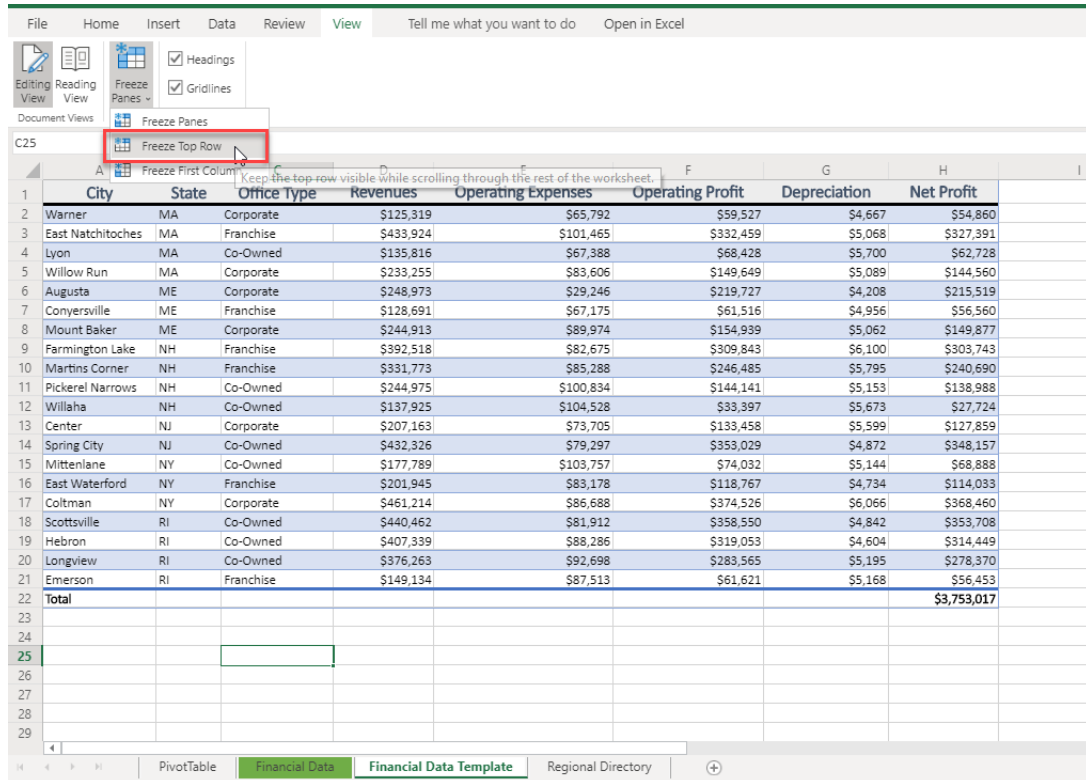 File Home Insert Data Review View Tell me what you want to do Open in Excel
Headings
Gridlines
Editing View
Reading View
Freeze Panes
Document Views
Freeze Panes
Freeze Top Row
Freeze First Column
Keep the top row visible while scrolling through the rest of the worksheet.
C25
A C D E F G H I
1 City State Office Type Revenues Operating Expenses Operating Profit Depreciation Net Profit
2 Warner MA Corporate $125,319 $65,792 $59,527 $4,667 $54,860
3 East Natchitoches MA Franchise $433,924 $101,465 $332,459 $5,068 $327,391
4 Lyon MA Co-Owned $135,816 $67,388 $68,428 $5,700 $62,728
5 Willow Run MA Corporate $233,255 $83,606 $149,649 $5,089 $144,560
6 Augusta ME Corporate $248,973 $29,246 $219,727 $4,208 $215,519
7 Conyersville ME Franchise $128,691 $67,175 $61,516 $4,956 $56,560
8 Mount Baker ME Corporate $244,913 $89,974 $154,939 $5,062 $149,877
9 Farmington Lake NH Franchise $392,518 $82,675 $309,843 $6,100 $303,743
10 Martins Corner NH Franchise $331,773 $85,288 $246,485 $5,795 $240,690
11 Pickerel Narrows NH Co-Owned $244,975 $100,834 $144,141 $5,153 $138,988
12 Willaha NH Co-Owned $137,925 $104,528 $33,397 $5,673 $27,724
13 Center NJ Corporate $207,163 $73,705 $133,458 $5,599 $127,859
14 Spring City NJ Co-Owned $432,326 $79,297 $353,029 $4,872 $348,157
15 Mittenlane NY Co-Owned $177,789 $103,757 $74,032 $5,144 $68,888
16 East Waterford NY Franchise $201,945 $83,178 $118,767 $4,734 $114,033
17 Coltman NY Corporate $461,214 $86,688 $374,526 $6,066 $368,460
18 Scottsville RI Co-Owned $440,462 $81,912 $358,550 $4,842 $353,708
19 Hebron RI Co-Owned $407,339 $88,286 $319,053 $4,604 $314,449
20 Longview RI Co-Owned $376,263 $92,698 $283,565 $5,195 $278,370
21 Emerson RI Franchise $149,134 $87,513 $61,621 $5,168 $56,453
22 Total $3,753,017
23
24
25
26
27
28
29
PivotTable Financial Data Financial Data Template Regional Directory